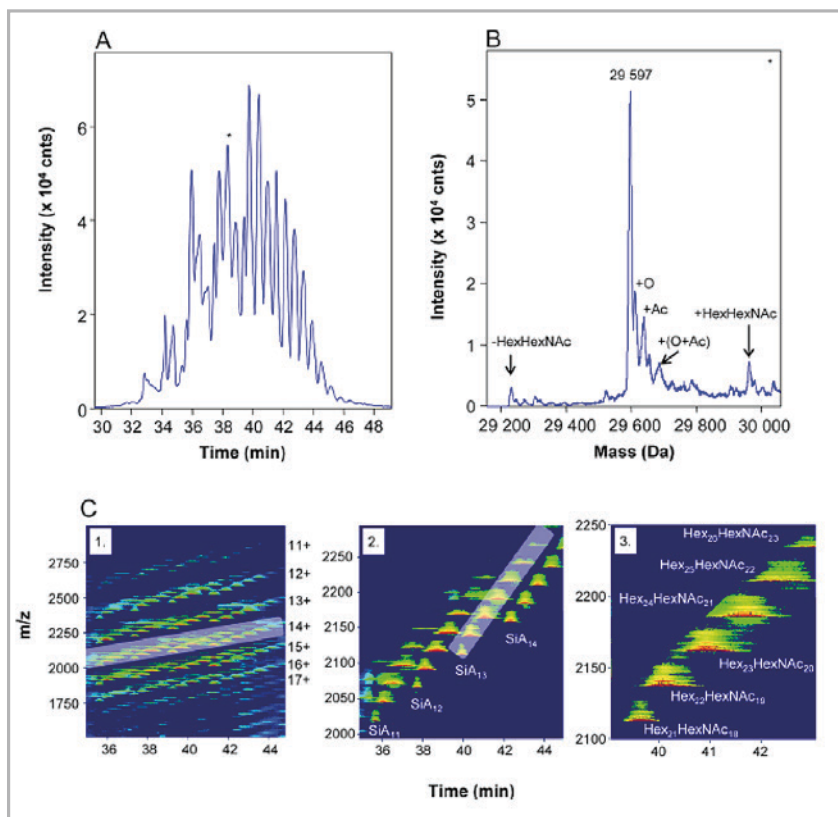 A
Intensity (x 10⁴ cnts)
6
4
2
0
*
30 32 34 36 38 40 42 44 46 48
Time (min)
B
*
Intensity (x 10⁴ cnts)
5
4
3
2
1
0
29 597
+O
+Ac
+(O+Ac)
-HexHexNAc
+HexHexNAc
29 200 29 400 29 600 29 800 30 000
Mass (Da)
C
m/z
1.
2750
2500
2250
2000
1750
11+
12+
13+
14+
15+
16+
17+
36 38 40 42 44
2.
2250
2200
2150
2100
2050
2000
SiA₁₄
SiA₁₃
SiA₁₂
SiA₁₁
36 38 40 42 44
3.
2250
2200
2150
2100
Hex₂₀HexNAc₂₃
Hex₂₅HexNAc₂₂
Hex₂₄HexNAc₂₁
Hex₂₃HexNAc₂₀
Hex₂₂HexNAc₁₉
Hex₂₁HexNAc₁₈
40 41 42
Time (min)